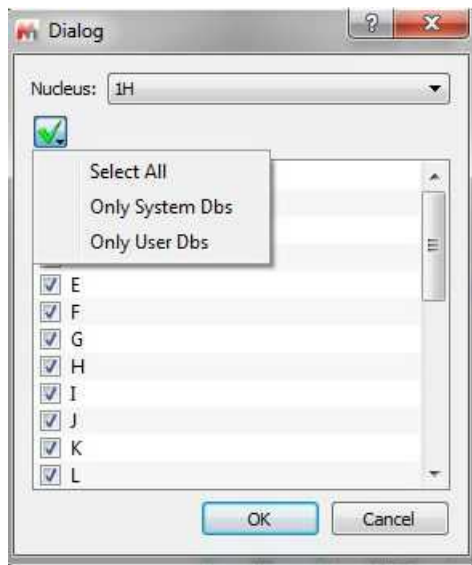 Dialog
Nucleus: 1H
Select All
Only System Dbs
Only User Dbs
E
F
G
H
I
J
K
L
OK Cancel